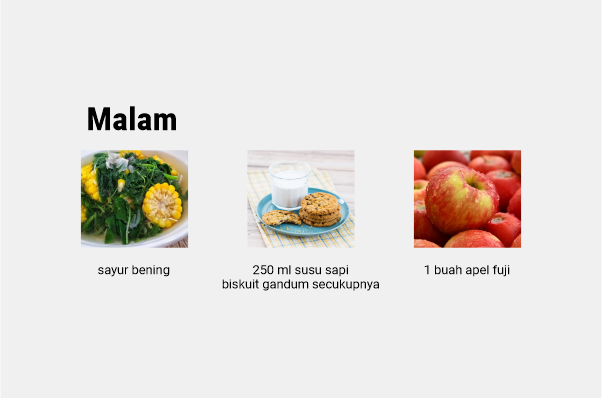 Malam
sayur bening
250 ml susu sapi
biskuit gandum secukupnya
1 buah apel fuji